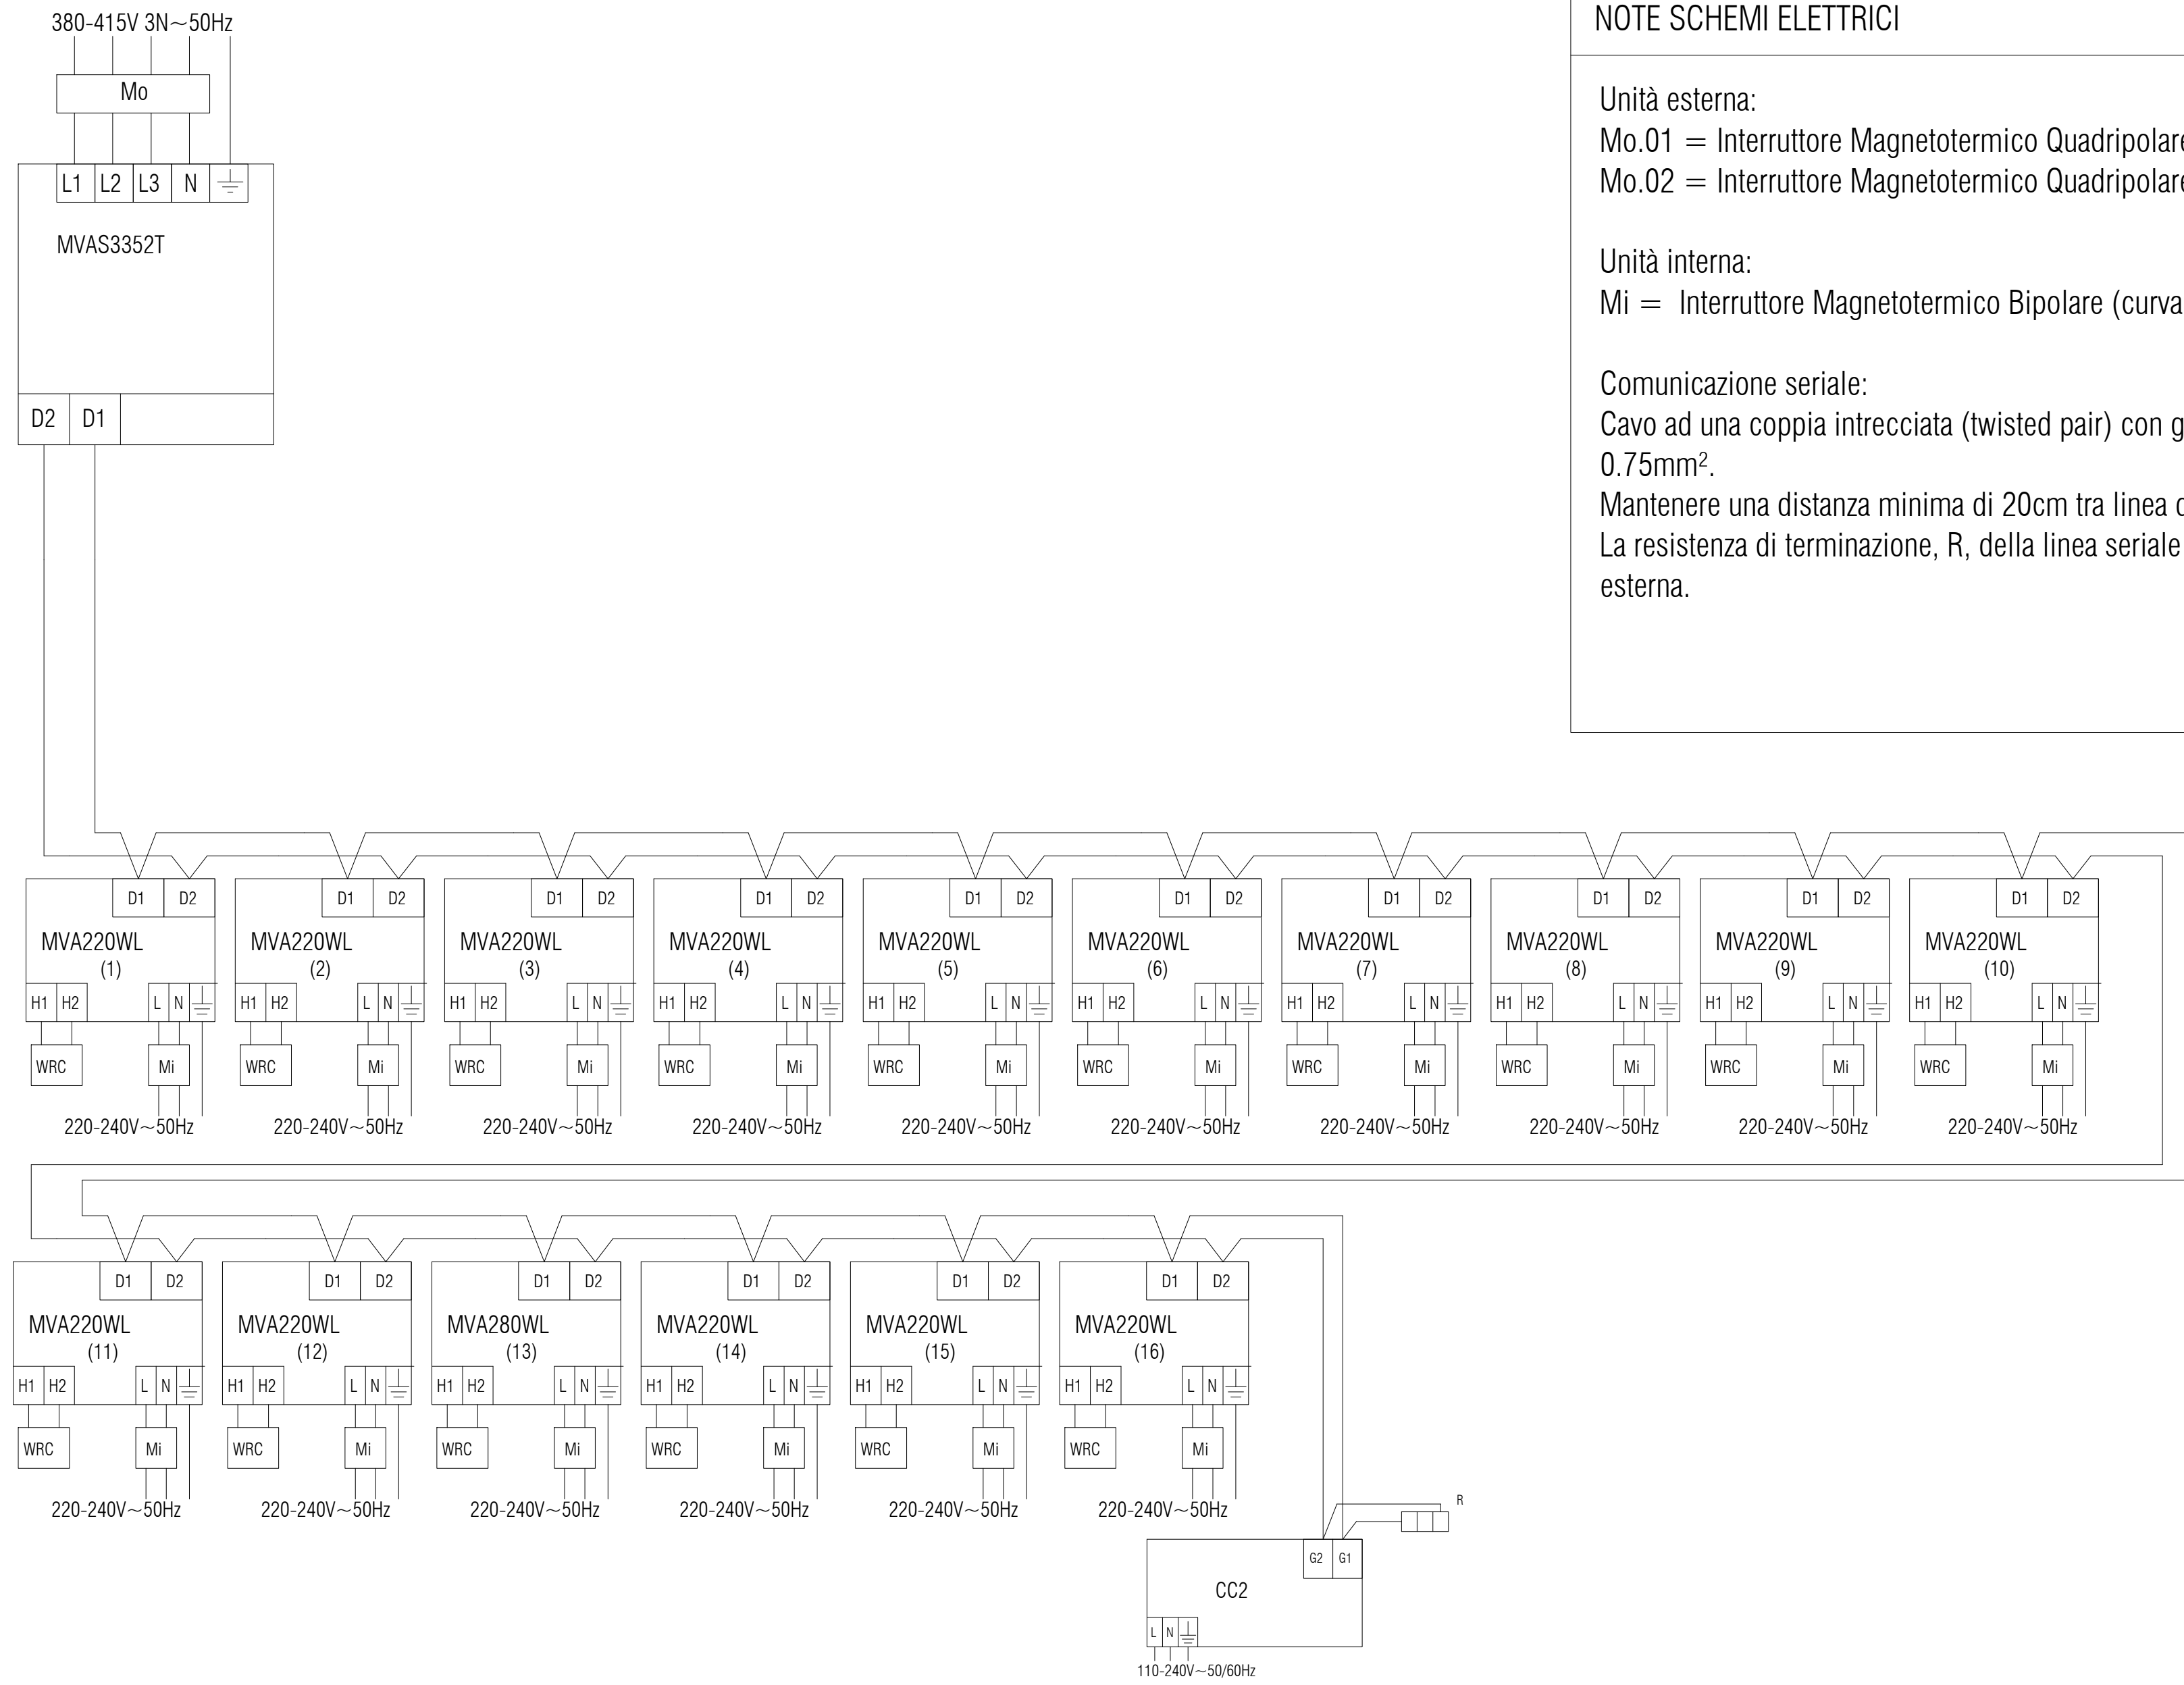 380-415V 3N~50Hz
Mo
L1 L2 L3 N
MVAS3352T
D2 D1
NOTE SCHEMI ELETTRICI
Unità esterna:
Mo.01 = Interruttore Magnetotermico Quadripolare
Mo.02 = Interruttore Magnetotermico Quadripolare
Unità interna:
Mi = Interruttore Magnetotermico Bipolare (curva
Comunicazione seriale:
Cavo ad una coppia intrecciata (twisted pair) con
0.75mm².
Mantenere una distanza minima di 20cm tra linea
La resistenza di terminazione, R, della linea seriale
esterna.
D1 D2 D1 D2 D1 D2 D1 D2 D1 D2 D1 D2 D1 D2 D1 D2 D1 D2 D1 D2
MVA220WL MVA220WL MVA220WL MVA220WL MVA220WL MVA220WL MVA220WL MVA220WL MVA220WL MVA220WL
(1) (2) (3) (4) (5) (6) (7) (8) (9) (10)
H1 H2 L N H1 H2 L N H1 H2 L N H1 H2 L N H1 H2 L N H1 H2 L N H1 H2 L N H1 H2 L N H1 H2 L N H1 H2 L N
WRC Mi WRC Mi WRC Mi WRC Mi WRC Mi WRC Mi WRC Mi WRC Mi WRC Mi WRC Mi
220-240V~50Hz 220-240V~50Hz 220-240V~50Hz 220-240V~50Hz 220-240V~50Hz 220-240V~50Hz 220-240V~50Hz 220-240V~50Hz 220-240V~50Hz 220-240V~50Hz
D1 D2 D1 D2 D1 D2 D1 D2 D1 D2 D1 D2
MVA220WL MVA220WL MVA280WL MVA220WL MVA220WL MVA220WL
(11) (12) (13) (14) (15) (16)
H1 H2 L N H1 H2 L N H1 H2 L N H1 H2 L N H1 H2 L N H1 H2 L N
WRC Mi WRC Mi WRC Mi WRC Mi WRC Mi WRC Mi
220-240V~50Hz 220-240V~50Hz 220-240V~50Hz 220-240V~50Hz 220-240V~50Hz 220-240V~50Hz
R
G2 G1
CC2
L N
110-240V~50/60Hz